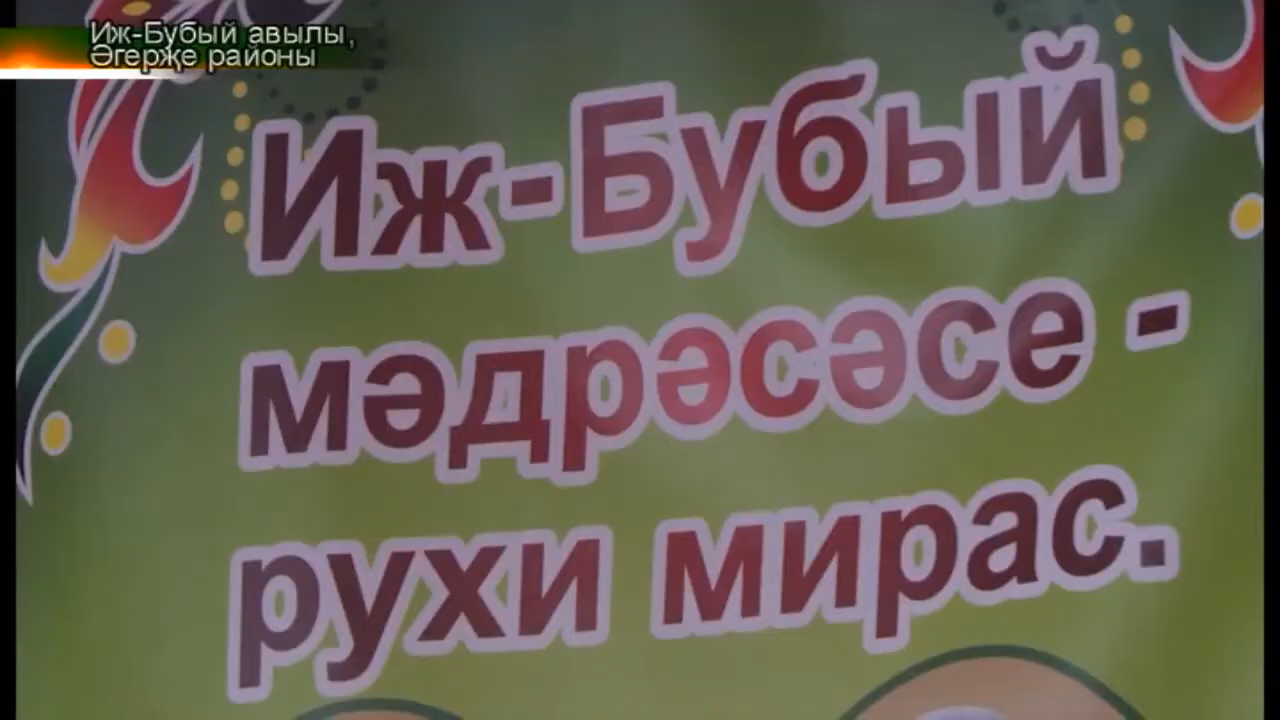 Иж-Бубый авылы,
Әгерҗе районы
Иж-Бубый
мәдрәсәсе -
рухи мирас.